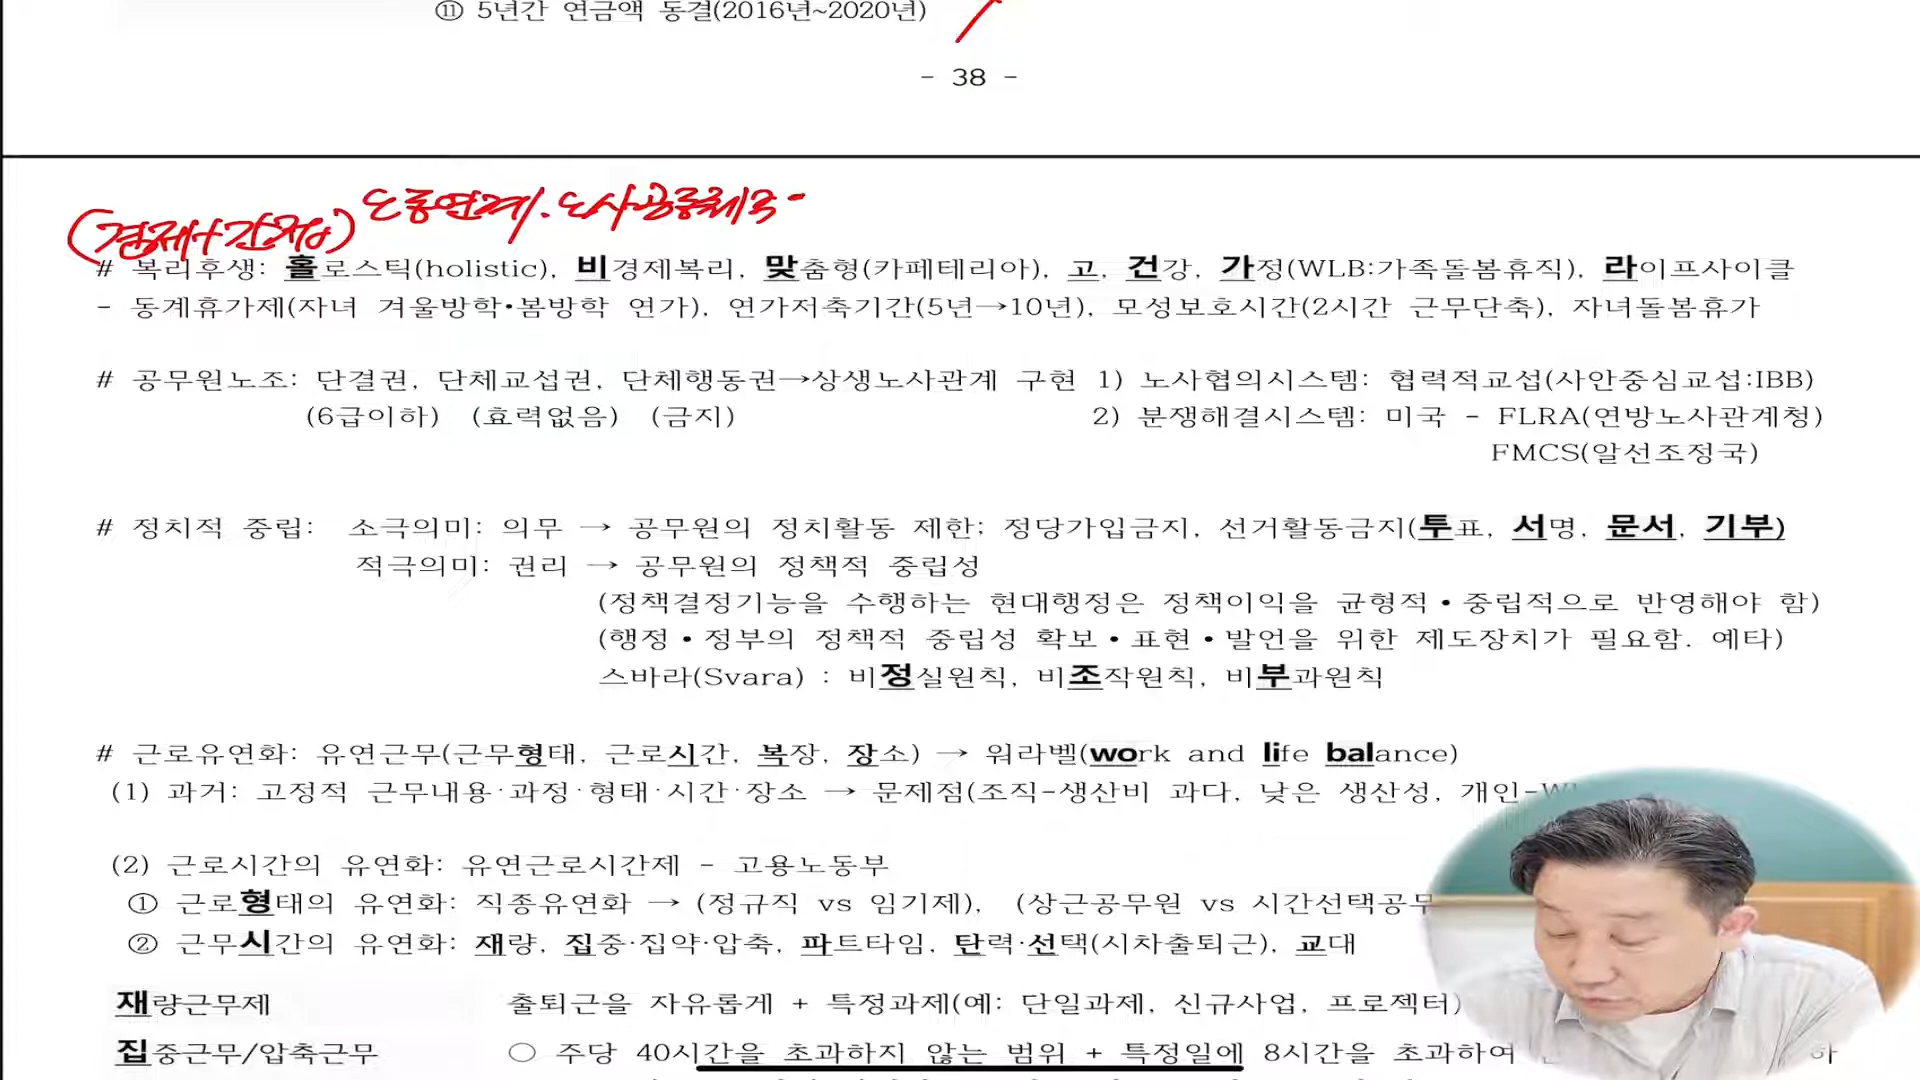 ⑪ 5년간 연금액 동결(2016년~2020년)
- 38 -
노동연계. 노사공동체주
(경제+간접)
# 복리후생: 홀로스틱(holistic), 비경제복리, 맞춤형(카페테리아), 고, 건강, 가정(WLB:가족돌봄휴직), 라이프사이클
- 동계휴가제(자녀 겨울방학•봄방학 연가), 연가저축기간(5년→10년), 모성보호시간(2시간 근무단축), 자녀돌봄휴가
# 공무원노조: 단결권, 단체교섭권, 단체행동권→상생노사관계 구현 1) 노사협의시스템: 협력적교섭(사안중심교섭:IBB)
(6급이하) (효력없음) (금지) 2) 분쟁해결시스템: 미국 - FLRA(연방노사관계청)
FMCS(알선조정국)
# 정치적 중립: 소극의미: 의무 → 공무원의 정치활동 제한; 정당가입금지, 선거활동금지(투표, 서명, 문서, 기부)
적극의미: 권리 → 공무원의 정책적 중립성
(정책결정기능을 수행하는 현대행정은 정책이익을 균형적•중립적으로 반영해야 함)
(행정•정부의 정책적 중립성 확보•표현•발언을 위한 제도장치가 필요함. 예타)
스바라(Svara) : 비정실원칙, 비조작원칙, 비부과원칙
# 근로유연화: 유연근무(근무형태, 근로시간, 복장, 장소) → 워라벨(work and life balance)
(1) 과거: 고정적 근무내용·과정·형태·시간·장소 → 문제점(조직-생산비 과다, 낮은 생산성, 개인-W
(2) 근로시간의 유연화: 유연근로시간제 - 고용노동부
① 근로형태의 유연화: 직종유연화 → (정규직 vs 임기제), (상근공무원 vs 시간선택공무
② 근무시간의 유연화: 재량, 집중·집약·압축, 파트타임, 탄력·선택(시차출퇴근), 교대
재량근무제 출퇴근을 자유롭게 + 특정과제(예: 단일과제, 신규사업, 프로젝터)
집중근무/압축근무 ○ 주당 40시간을 초과하지 않는 범위 + 특정일에 8시간을 초과하여 하